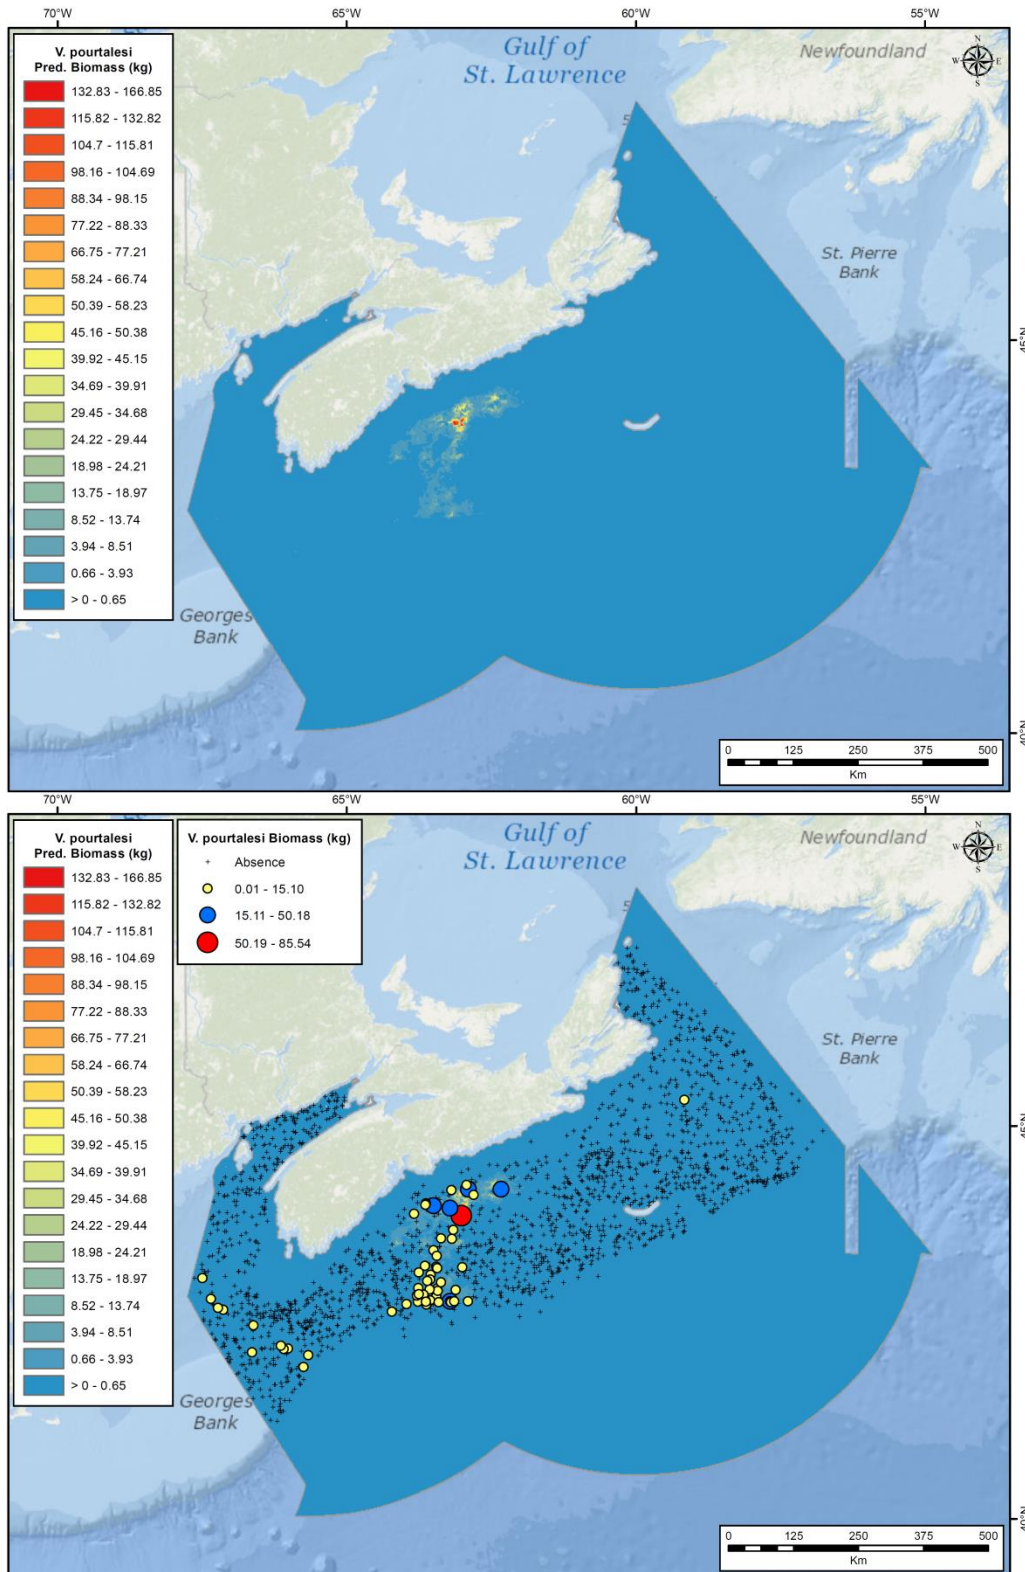 70°W 65°W 60°W 55°W
V. pourtalesi
Pred. Biomass (kg)
132.83 - 166.85
115.82 - 132.82
104.7 - 115.81
98.16 - 104.69
88.34 - 98.15
77.22 - 88.33
66.75 - 77.21
58.24 - 66.74
50.39 - 58.23
45.16 - 50.38
39.92 - 45.15
34.69 - 39.91
29.45 - 34.68
24.22 - 29.44
18.98 - 24.21
13.75 - 18.97
8.52 - 13.74
3.94 - 8.51
0.66 - 3.93
> 0 - 0.65
Gulf of
St. Lawrence
Newfoundland
N
W E
S
St. Pierre
Bank
45°N
Georges
Bank
40°N
0 125 250 375 500
Km
70°W 65°W 60°W 55°W
V. pourtalesi
Pred. Biomass (kg)
132.83 - 166.85
115.82 - 132.82
104.7 - 115.81
98.16 - 104.69
88.34 - 98.15
77.22 - 88.33
66.75 - 77.21
58.24 - 66.74
50.39 - 58.23
45.16 - 50.38
39.92 - 45.15
34.69 - 39.91
29.45 - 34.68
24.22 - 29.44
18.98 - 24.21
13.75 - 18.97
8.52 - 13.74
3.94 - 8.51
0.66 - 3.93
> 0 - 0.65
V. pourtalesi Biomass (kg)
Absence
0.01 - 15.10
15.11 - 50.18
50.19 - 85.54
Gulf of
St. Lawrence
Newfoundland
N
W E
S
St. Pierre
Bank
45°N
Georges
Bank
40°N
0 125 250 375 500
Km